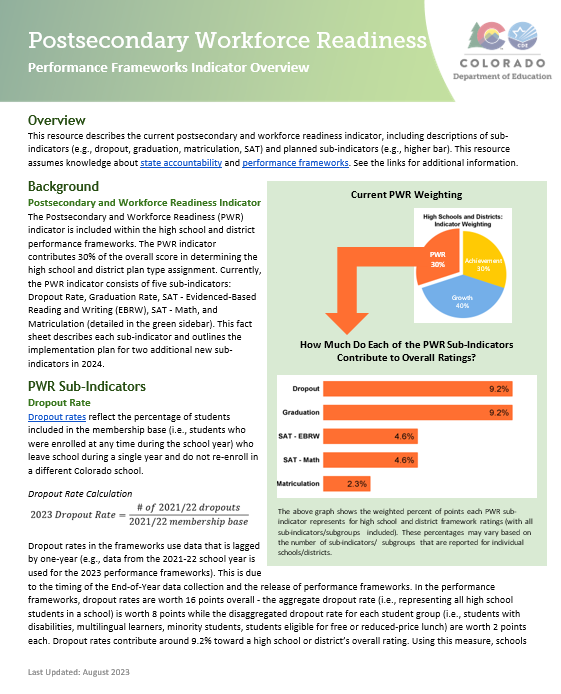 Postsecondary Workforce Readiness
Performance Frameworks Indicator Overview
C
CDE
COLORADO
Department of Education
Overview
This resource describes the current postsecondary and workforce readiness indicator, including descriptions of sub-
indicators (e.g., dropout, graduation, matriculation, SAT) and planned sub-indicators (e.g., higher bar). This resource
assumes knowledge about state accountability and performance frameworks. See the links for additional information.
Background
Postsecondary and Workforce Readiness Indicator
The Postsecondary and Workforce Readiness (PWR)
indicator is included within the high school and district
performance frameworks. The PWR indicator
contributes 30% of the overall score in determining the
high school and district plan type assignment. Currently,
the PWR indicator consists of five sub-indicators:
Dropout Rate, Graduation Rate, SAT - Evidenced-Based
Reading and Writing (EBRW), SAT - Math, and
Matriculation (detailed in the green sidebar). This fact
sheet describes each sub-indicator and outlines the
implementation plan for two additional new sub-
indicators in 2024.
PWR Sub-Indicators
Dropout Rate
Dropout rates reflect the percentage of students
included in the membership base (i.e., students who
were enrolled at any time during the school year) who
leave school during a single year and do not re-enroll in
a different Colorado school.
Dropout Rate Calculation
2023 Dropout Rate = # of 2021/22 dropouts
2021/22 membership base
Dropout rates in the frameworks use data that is lagged
by one-year (e.g., data from the 2021-22 school year is
used for the 2023 performance frameworks). This is due
to the timing of the End-of-Year data collection and the release of performance frameworks. In the performance
frameworks, dropout rates are worth 16 points overall - the aggregate dropout rate (i.e., representing all high school
students in a school) is worth 8 points while the disaggregated dropout rate for each student group (i.e., students with
disabilities, multilingual learners, minority students, students eligible for free or reduced-price lunch) are worth 2 points
each. Dropout rates contribute around 9.2% toward a high school or district's overall rating. Using this measure, schools
Current PWR Weighting
High Schools and Districts:
Indicator Weighting
PWR
30%
Achievement
30%
Growth
40%
How Much Do Each of the PWR Sub-Indicators
Contribute to Overall Ratings?
Dropout 9.2%
Graduation 9.2%
SAT - EBRW 4.6%
SAT - Math 4.6%
Matriculation 2.3%
The above graph shows the weighted percent of points each PWR sub-
indicator represents for high school and district framework ratings (with all
sub-indicators/subgroups included). These percentages may vary based on
the number of sub-indicators/ subgroups that are reported for individual
schools/districts.
Last Updated: August 2023